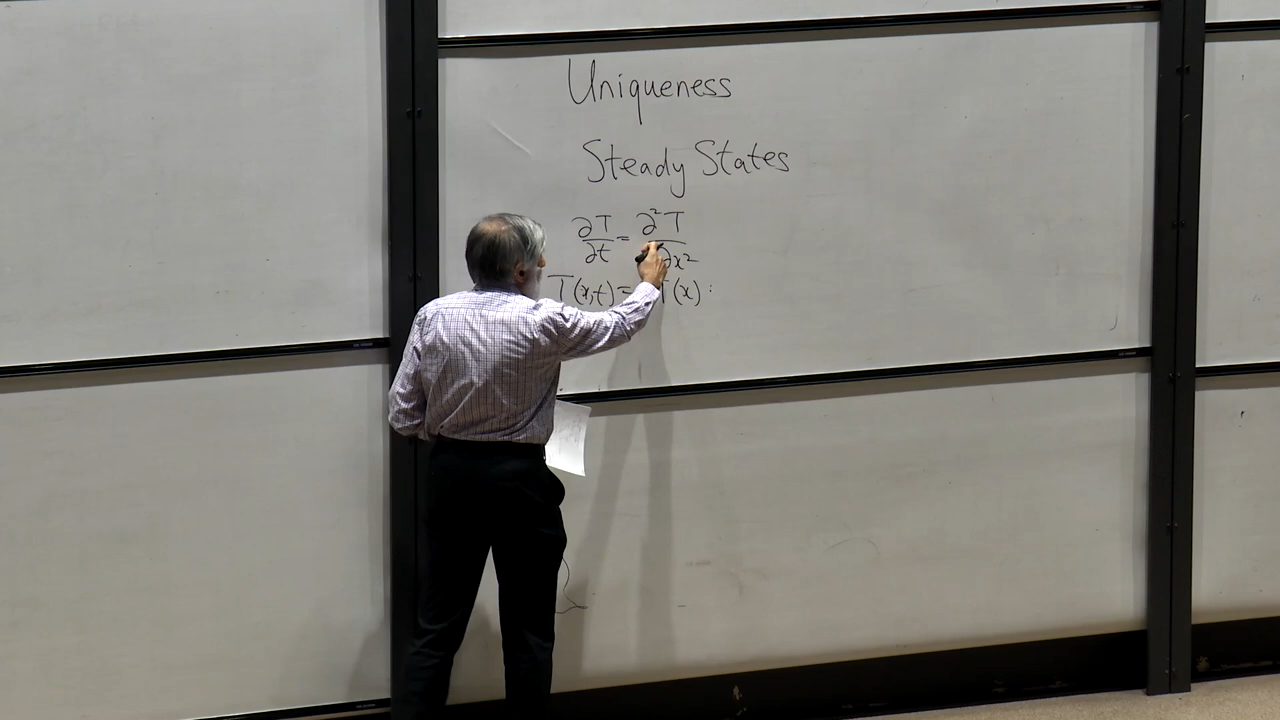 Uniqueness
Steady States
∂T/∂t = ∂²T/∂x²
T(x,t) = T(x) :